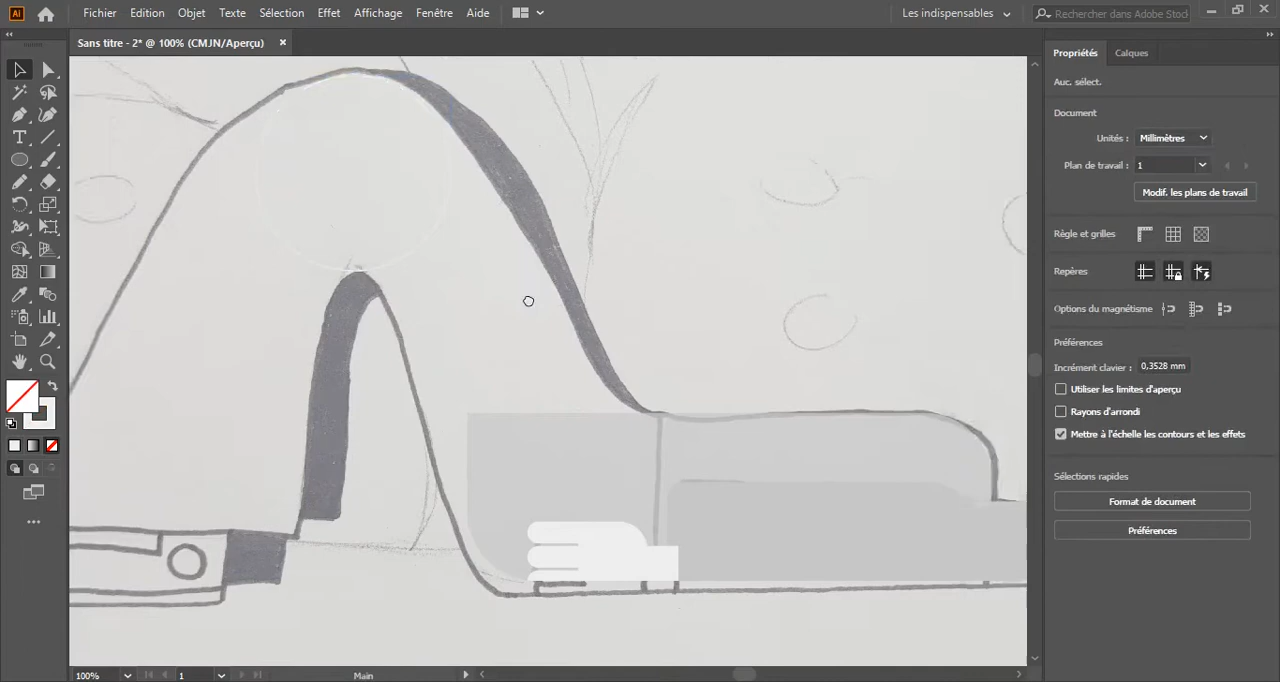 Ai
Fichier Edition Objet Texte Sélection Effet Affichage Fenêtre Aide
Les indispensables
Rechercher dans Adobe Stock
Sans titre - 2* @ 100% (CMJN/Aperçu)
Propriétés Calques
Auc. sélect.
Document
Unités : Millimètres
Plan de travail : 1
Modif. les plans de travail
Règle et grilles
Repères
Options du magnétisme
Préférences
Incrément clavier : 0,3528 mm
Utiliser les limites d'aperçu
Rayons d'arrondi
Mettre à l'échelle les contours et les effets
Sélections rapides
Format de document
Préférences
100% 1 Main